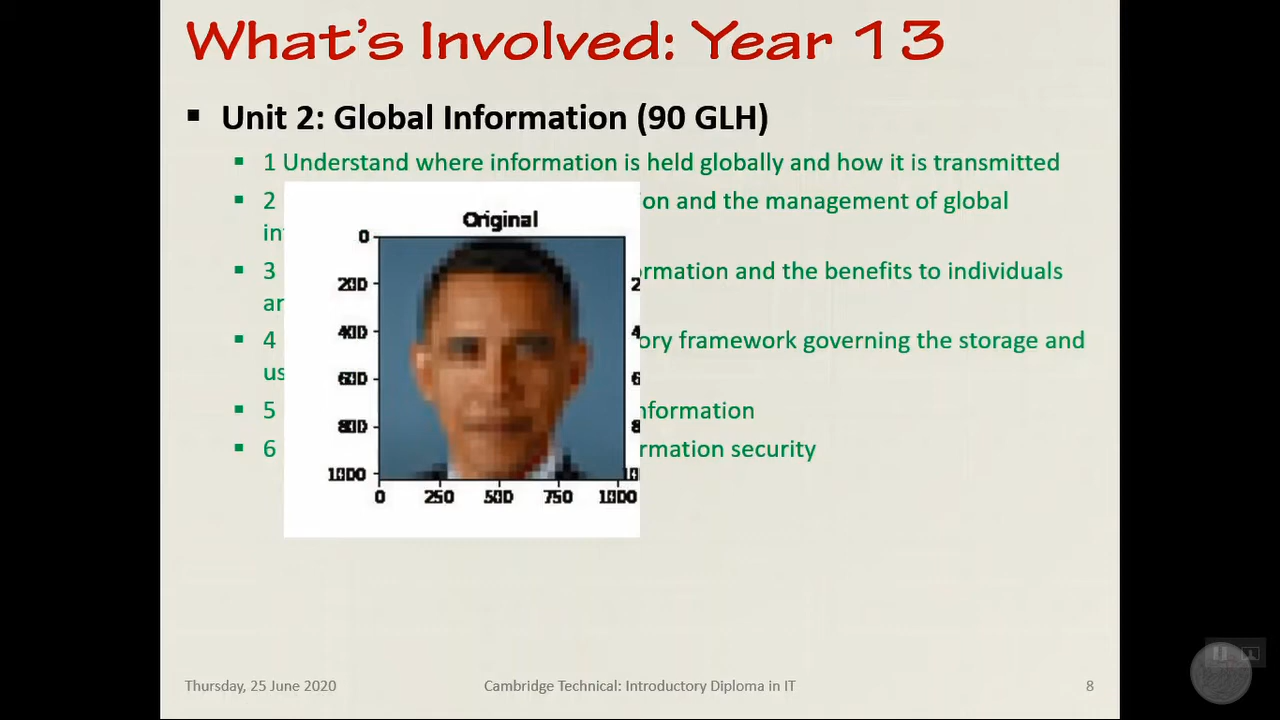 What's Involved: Year 13
Unit 2: Global Information (90 GLH)
1 Understand where information is held globally and how it is transmitted
2 on and the management of global
in
3 rmation and the benefits to individuals
ar
4 ory framework governing the storage and
us
5 nformation
6 rmation security
Original
0
200
400
600
800
1000
0 250 500 750 1000
Thursday, 25 June 2020 Cambridge Technical: Introductory Diploma in IT 8